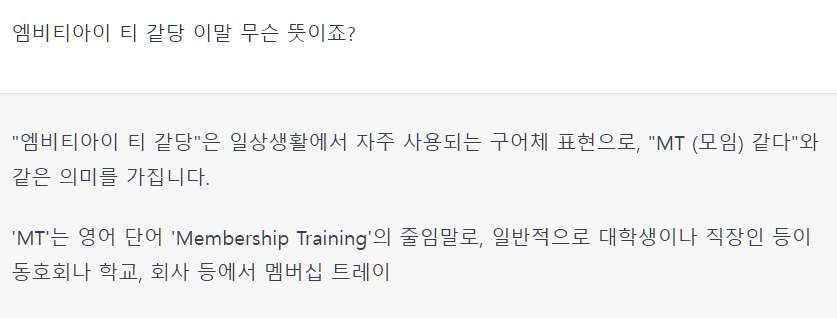 엠비티아이 티 같당 이말 무슨 뜻이죠?
"엠비티아이 티 같당"은 일상생활에서 자주 사용되는 구어체 표현으로, "MT (모임) 같다"와
같은 의미를 가집니다.
'MT'는 영어 단어 'Membership Training'의 줄임말로, 일반적으로 대학생이나 직장인 등이
동호회나 학교, 회사 등에서 멤버십 트레이